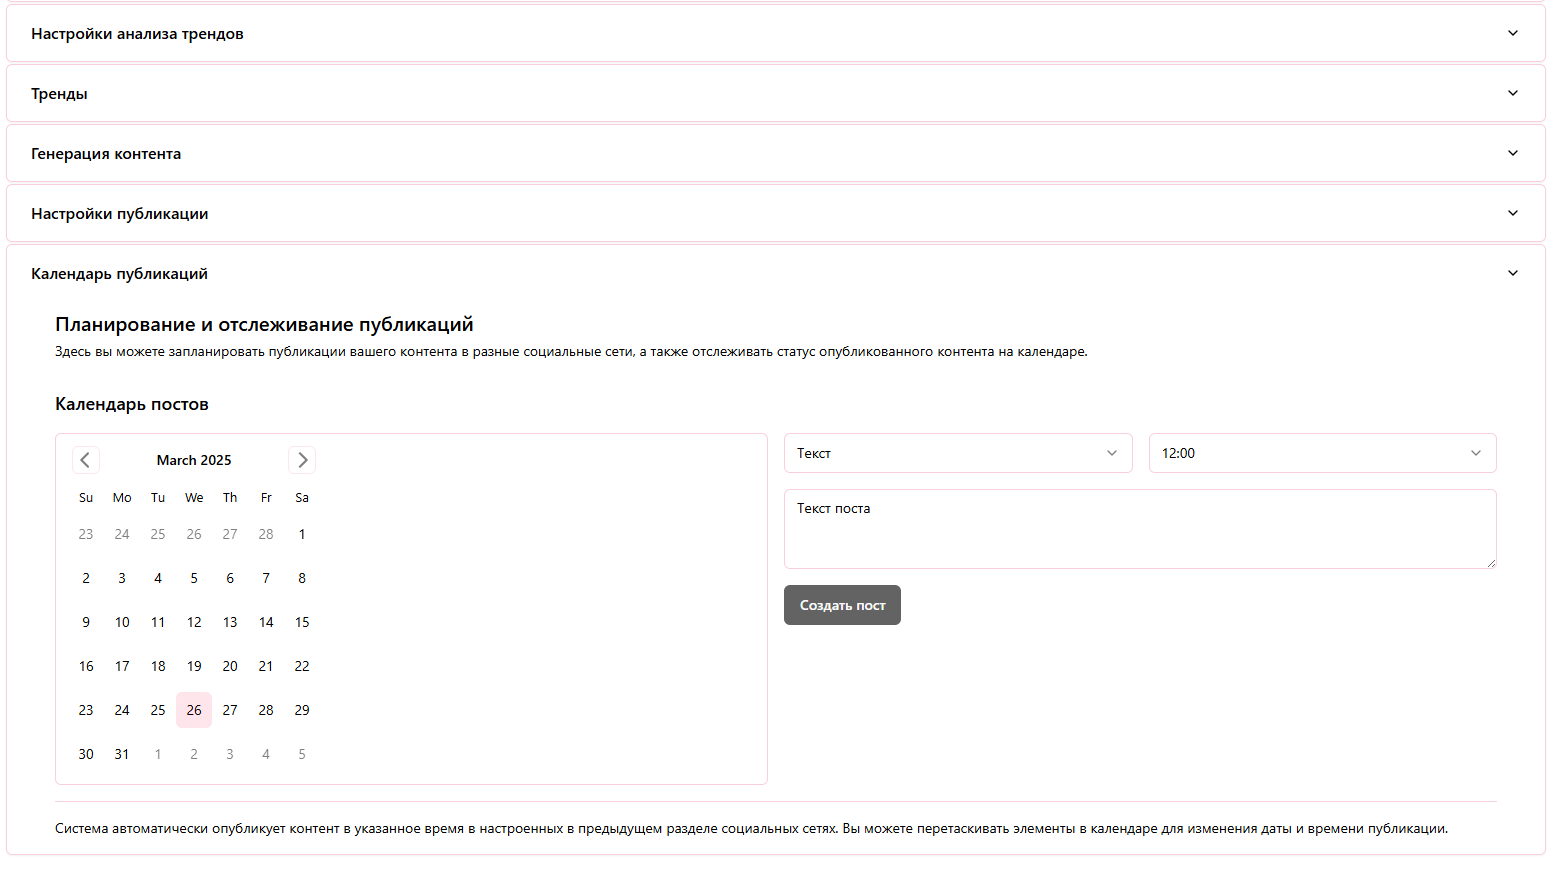 Настройки анализа трендов
Тренды
Генерация контента
Настройки публикации
Календарь публикаций
Планирование и отслеживание публикаций
Здесь вы можете запланировать публикации вашего контента в разные социальные сети, а также отслеживать статус опубликованного контента на календаре.
Календарь постов
March 2025
Su Mo Tu We Th Fr Sa
23 24 25 26 27 28 1
2 3 4 5 6 7 8
9 10 11 12 13 14 15
16 17 18 19 20 21 22
23 24 25 26 27 28 29
30 31 1 2 3 4 5
Текст
12:00
Текст поста
Создать пост
Система автоматически опубликует контент в указанное время в настроенных в предыдущем разделе социальных сетях. Вы можете перетаскивать элементы в календаре для изменения даты и времени публикации.